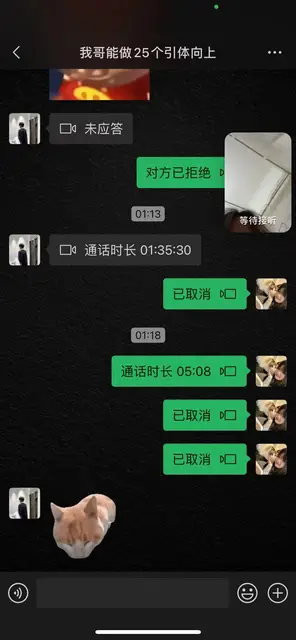 我哥能做25个引体向上
未应答
对方已拒绝
等待接听
01:13
通话时长 01:35:30
已取消
01:18
通话时长 05:08
已取消
已取消